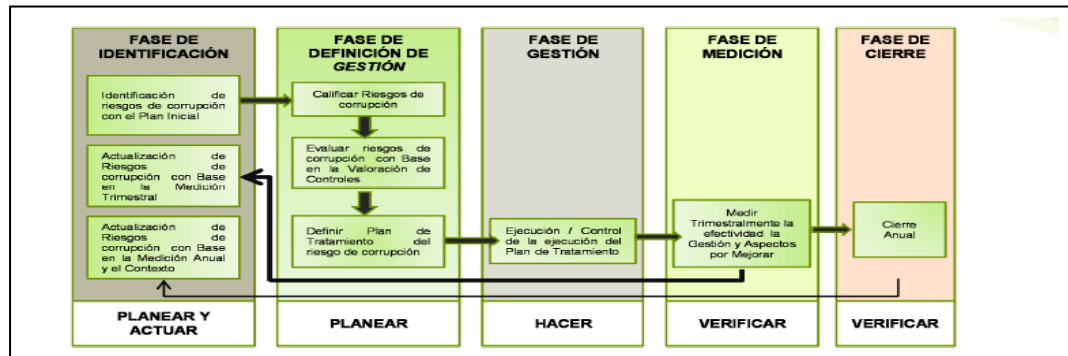 FASE DE
IDENTIFICACIÓN
Identificación de
riesgos de corrupción
con el Plan Inicial
Actualización de
Riesgos de
corrupción con Base
en la Medición
Trimestral
Actualización de
Riesgos de
corrupción con Base
en la Medición Anual
y el Contexto
PLANEAR Y
ACTUAR
FASE DE
DEFINICIÓN DE
GESTIÓN
Calificar Riesgos de
corrupción
Evaluar riesgos de
corrupción con Base
en la Valoración de
Controles
Definir Plan de
Tratamiento del
riesgo de corrupción
PLANEAR
FASE DE
GESTIÓN
Ejecución / Control
de la ejecución del
Plan de Tratamiento
HACER
FASE DE
MEDICIÓN
Medir
Trimestralmente la
efectividad la
Gestión y Aspectos
por Mejorar
VERIFICAR
FASE DE
CIERRE
Cierre
Anual
VERIFICAR